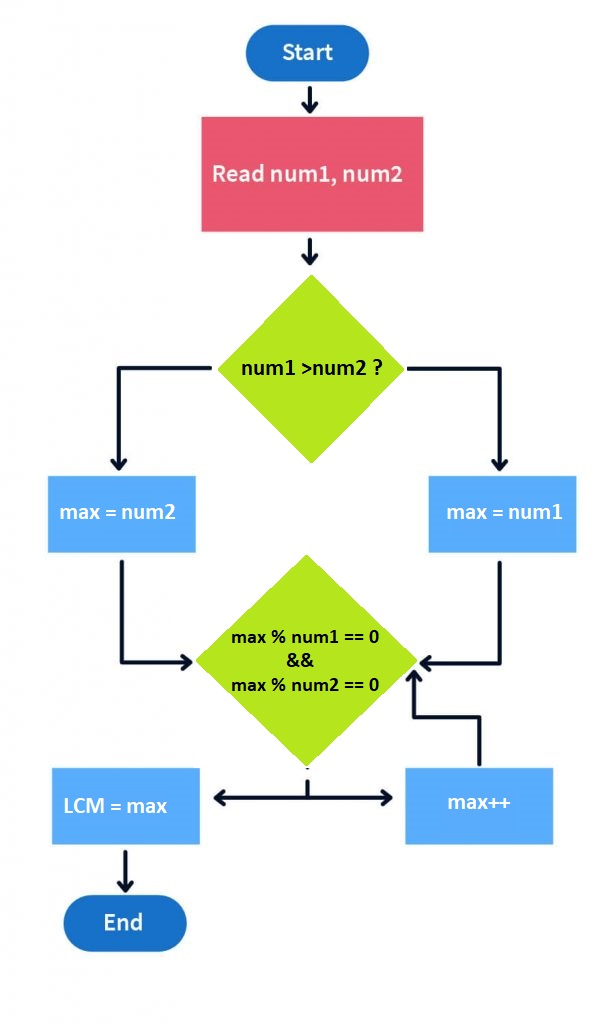 Start
Read num1, num2
num1 >num2 ?
max = num2
max = num1
max % num1 == 0
&&
max % num2 == 0
LCM = max
max++
End